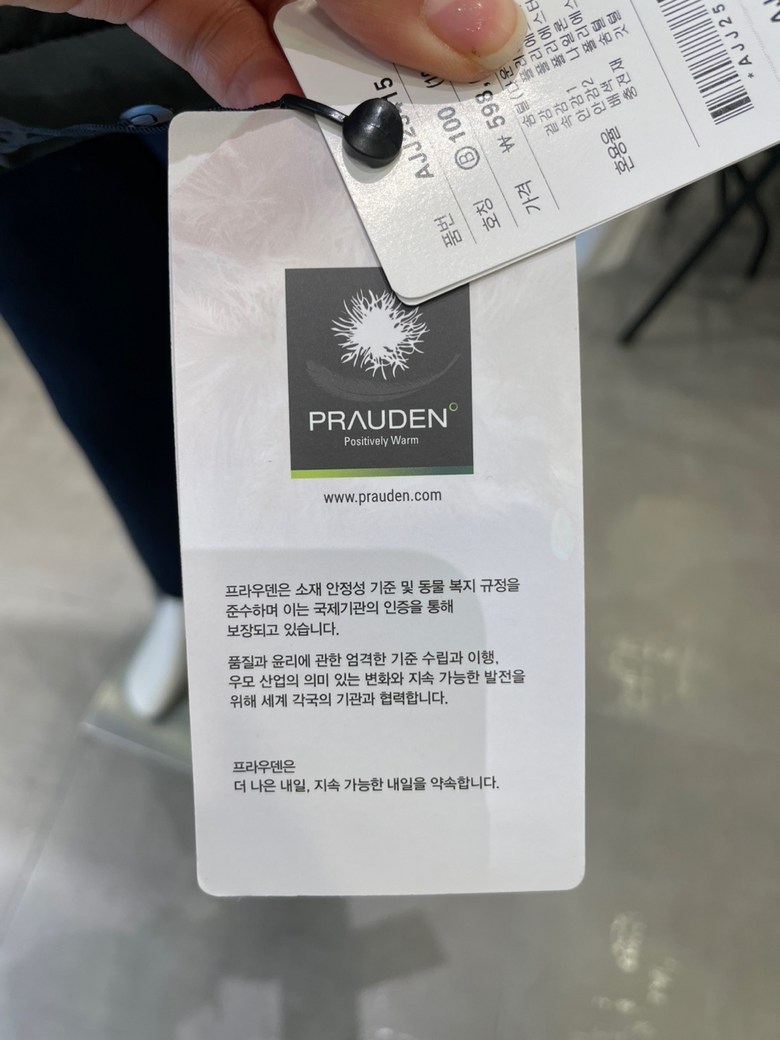 PRAUDEN
Positively Warm
www.prauden.com
프라우덴은 소재 안정성 기준 및 동물 복지 규정을
준수하며 이는 국제기관의 인증을 통해
보장되고 있습니다.
품질과 윤리에 관한 엄격한 기준 수립과 이행,
우모 산업의 의미 있는 변화와 지속 가능한 발전을
위해 세계 각국의 기관과 협력합니다.
프라우덴은
더 나은 내일, 지속 가능한 내일을 약속합니다.
품번
호칭 Ⓑ 100
가격 ₩ 598
혼용율
*AJJ25